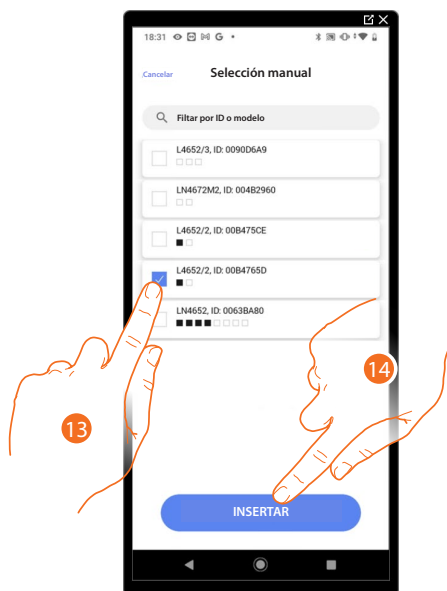 18:31 G
Cancelar Selección manual
Filtar por ID o modelo
L4652/3, ID: 0090D6A9
LN4672M2, ID: 004B2960
L4652/2, ID: 00B475CE
L4652/2, ID: 00B4765D
LN4652, ID: 0063BA80
14
13
INSERTAR